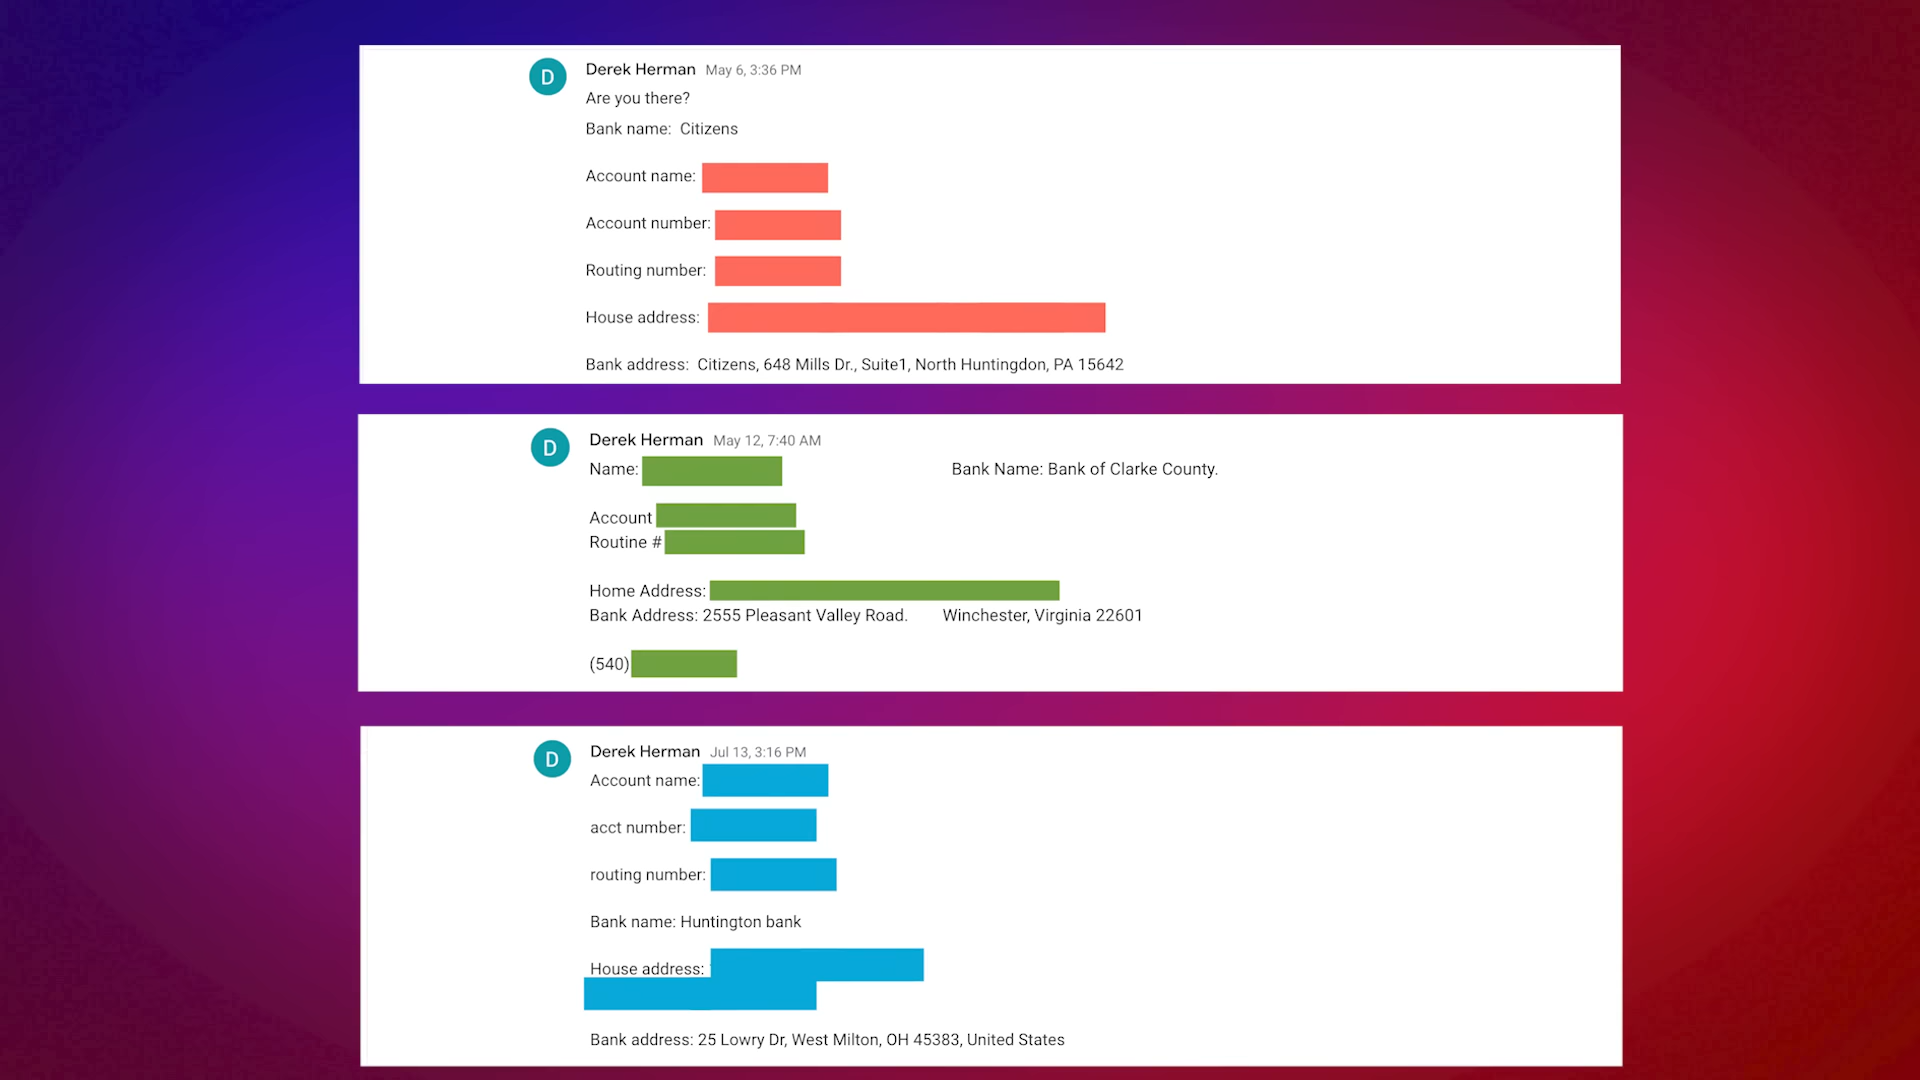 D
Derek Herman May 6, 3:36 PM
Are you there?
Bank name: Citizens
Account name:
Account number:
Routing number:
House address:
Bank address: Citizens, 648 Mills Dr., Suite1, North Huntingdon, PA 15642
D
Derek Herman May 12, 7:40 AM
Name: Bank Name: Bank of Clarke County.
Account
Routine #
Home Address:
Bank Address: 2555 Pleasant Valley Road. Winchester, Virginia 22601
(540)
D
Derek Herman Jul 13, 3:16 PM
Account name:
acct number:
routing number:
Bank name: Huntington bank
House address:
Bank address: 25 Lowry Dr, West Milton, OH 45383, United States